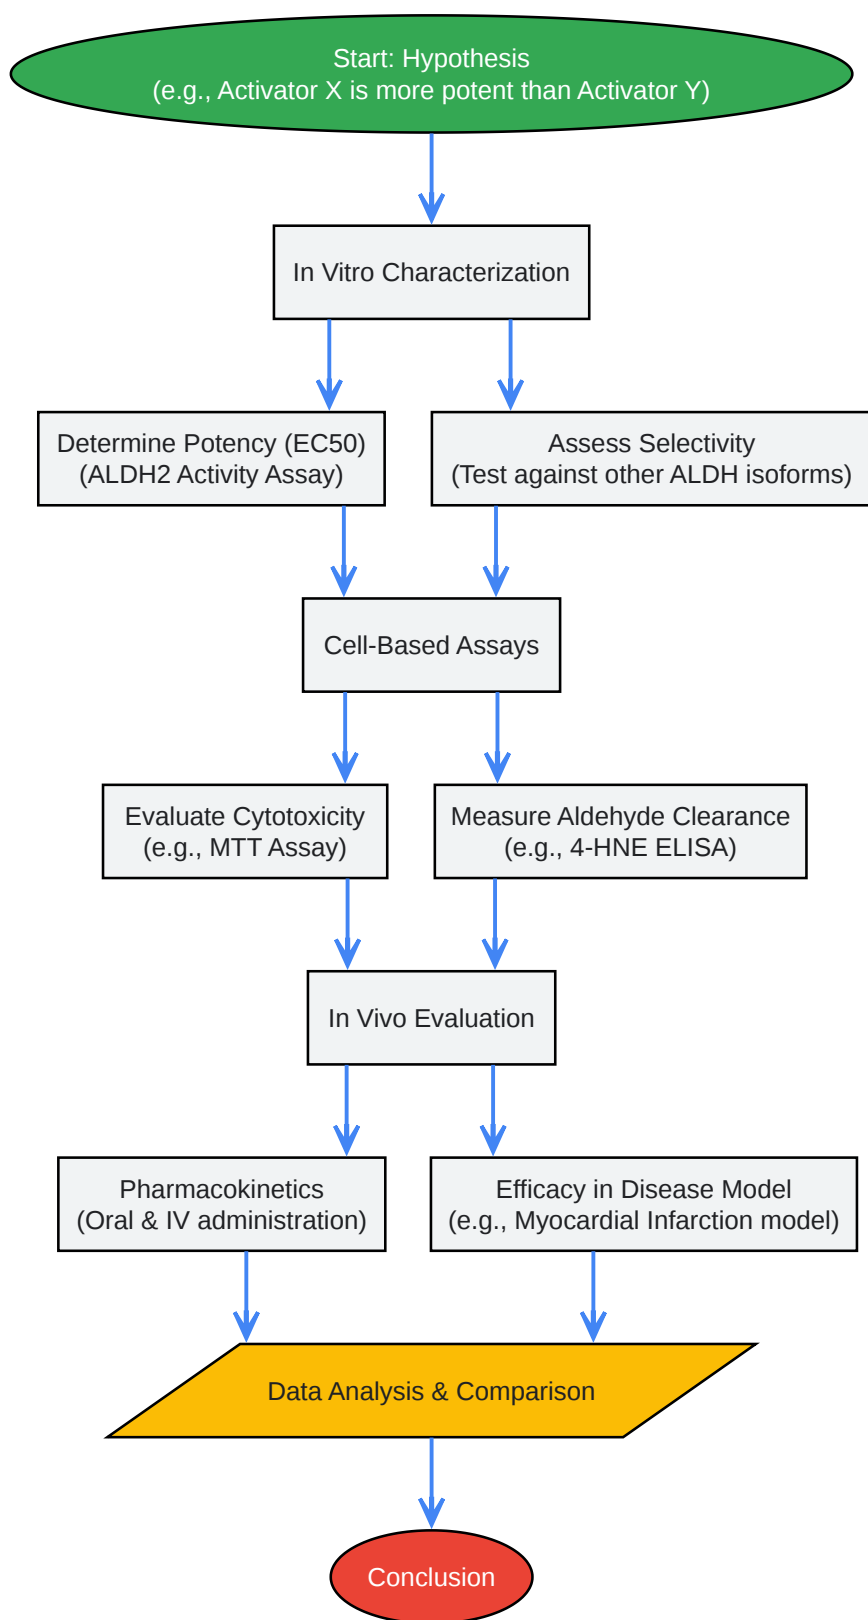 Start: Hypothesis
(e.g., Activator X is more potent than Activator Y)
In Vitro Characterization
Determine Potency (EC50)
(ALDH2 Activity Assay)
Assess Selectivity
(Test against other ALDH isoforms)
Cell-Based Assays
Evaluate Cytotoxicity
(e.g., MTT Assay)
Measure Aldehyde Clearance
(e.g., 4-HNE ELISA)
In Vivo Evaluation
Pharmacokinetics
(Oral & IV administration)
Efficacy in Disease Model
(e.g., Myocardial Infarction model)
Data Analysis & Comparison
Conclusion